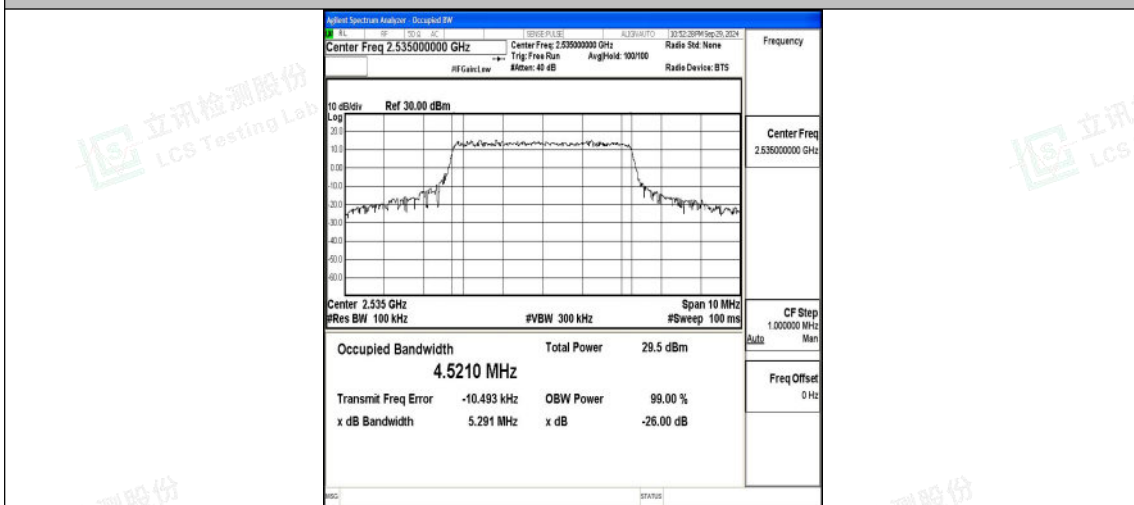 Agilent Spectrum Analyzer - Occupied BW
RL RF 50 Ω AC SENSE:PULSE ALIGNAUTO 10:52:28PM Sep 29, 2024
Center Freq 2.535000000 GHz
Center Freq: 2.535000000 GHz
Radio Std: None
Trig: Free Run Avg|Hold: 100/100
#IFGain:Low #Atten: 40 dB Radio Device: BTS
Frequency
10 dB/div Ref 30.00 dBm
Log
20.0
10.0
0.00
-10.0
-20.0
-30.0
-40.0
-50.0
-60.0
Center 2.535 GHz Span 10 MHz
#Res BW 100 kHz #VBW 300 kHz #Sweep 100 ms
Occupied Bandwidth Total Power 29.5 dBm
4.5210 MHz
Transmit Freq Error -10.493 kHz OBW Power 99.00 %
x dB Bandwidth 5.291 MHz x dB -26.00 dB
Center Freq
2.535000000 GHz
CF Step
1.000000 MHz
Auto Man
Freq Offset
0 Hz
MSG STATUS
立讯检测股份
LCS Testing Lab
立讯
LCS
测股份
测股份